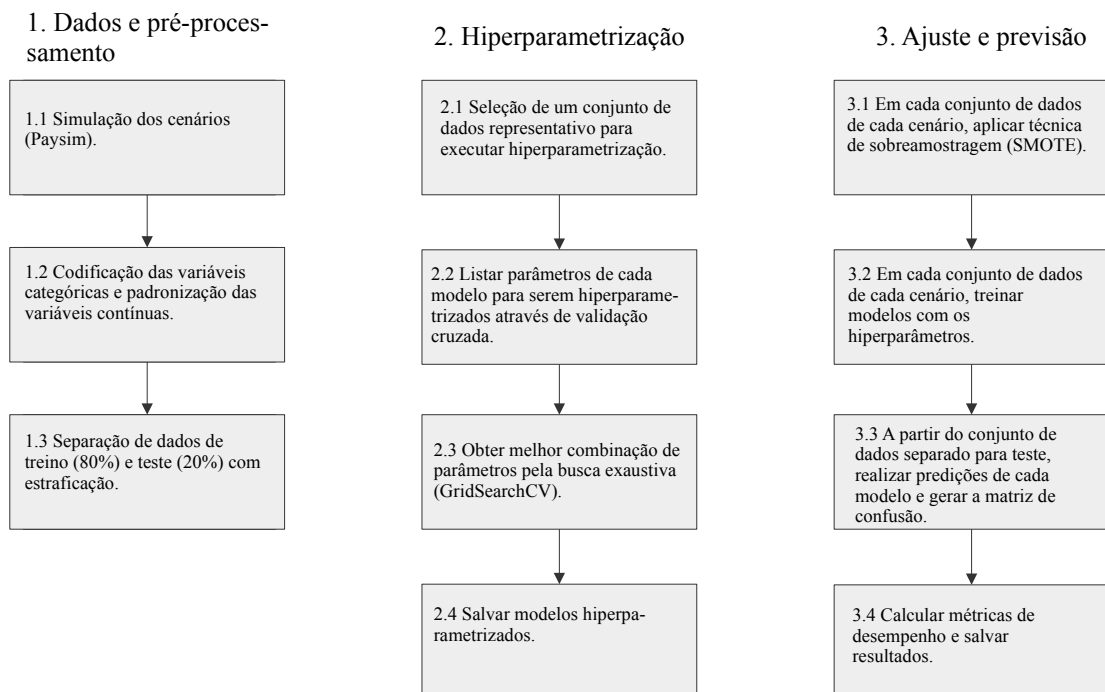 1. Dados e pré-proces-
samento
1.1 Simulação dos cenários
(Paysim).
1.2 Codificação das variáveis
categóricas e padronização das
variáveis contínuas.
1.3 Separação de dados de
treino (80%) e teste (20%) com
estraficação.
2. Hiperparametrização
2.1 Seleção de um conjunto de
dados representativo para
executar hiperparametrização.
2.2 Listar parâmetros de cada
modelo para serem hiperparame-
trizados através de validação
cruzada.
2.3 Obter melhor combinação de
parâmetros pela busca exaustiva
(GridSearchCV).
2.4 Salvar modelos hiperpa-
rametrizados.
3. Ajuste e previsão
3.1 Em cada conjunto de dados
de cada cenário, aplicar técnica
de sobreamostragem (SMOTE).
3.2 Em cada conjunto de dados
de cada cenário, treinar
modelos com os
hiperparâmetros.
3.3 A partir do conjunto de
dados separado para teste,
realizar predições de cada
modelo e gerar a matriz de
confusão.
3.4 Calcular métricas de
desempenho e salvar
resultados.